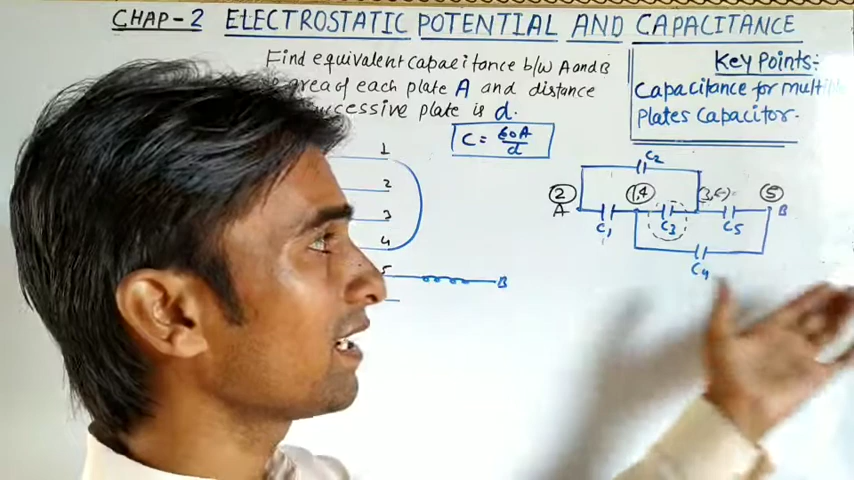 CHAP-2 ELECTROSTATIC POTENTIAL AND CAPACITANCE
Find equivalent capacitance b/w A and B
area of each plate A and distance
successive plate is d.
C = ϵ0A/d
Key Points:-
Capacitance for multi
Plates Capacitor.
1
2
3
4
5
B
C2
2
1,4
5
A
B
C1
C3
C5
C4